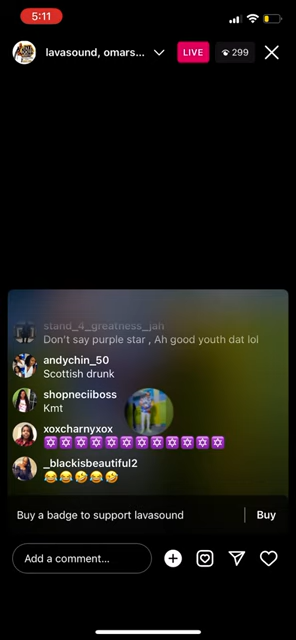 5:11
lavasound, omars...
LIVE
299
stand_4_greatness_jah
Don't say purple star , Ah good youth dat lol
andychin_50
Scottish drunk
shopneciiboss
Kmt
xoxcharnyxox
🔯🔯🔯🔯🔯🔯🔯🔯🔯🔯🔯🔯
_blackisbeautiful2
😂😂🤣😂🤣
Buy a badge to support lavasound
Buy
Add a comment...